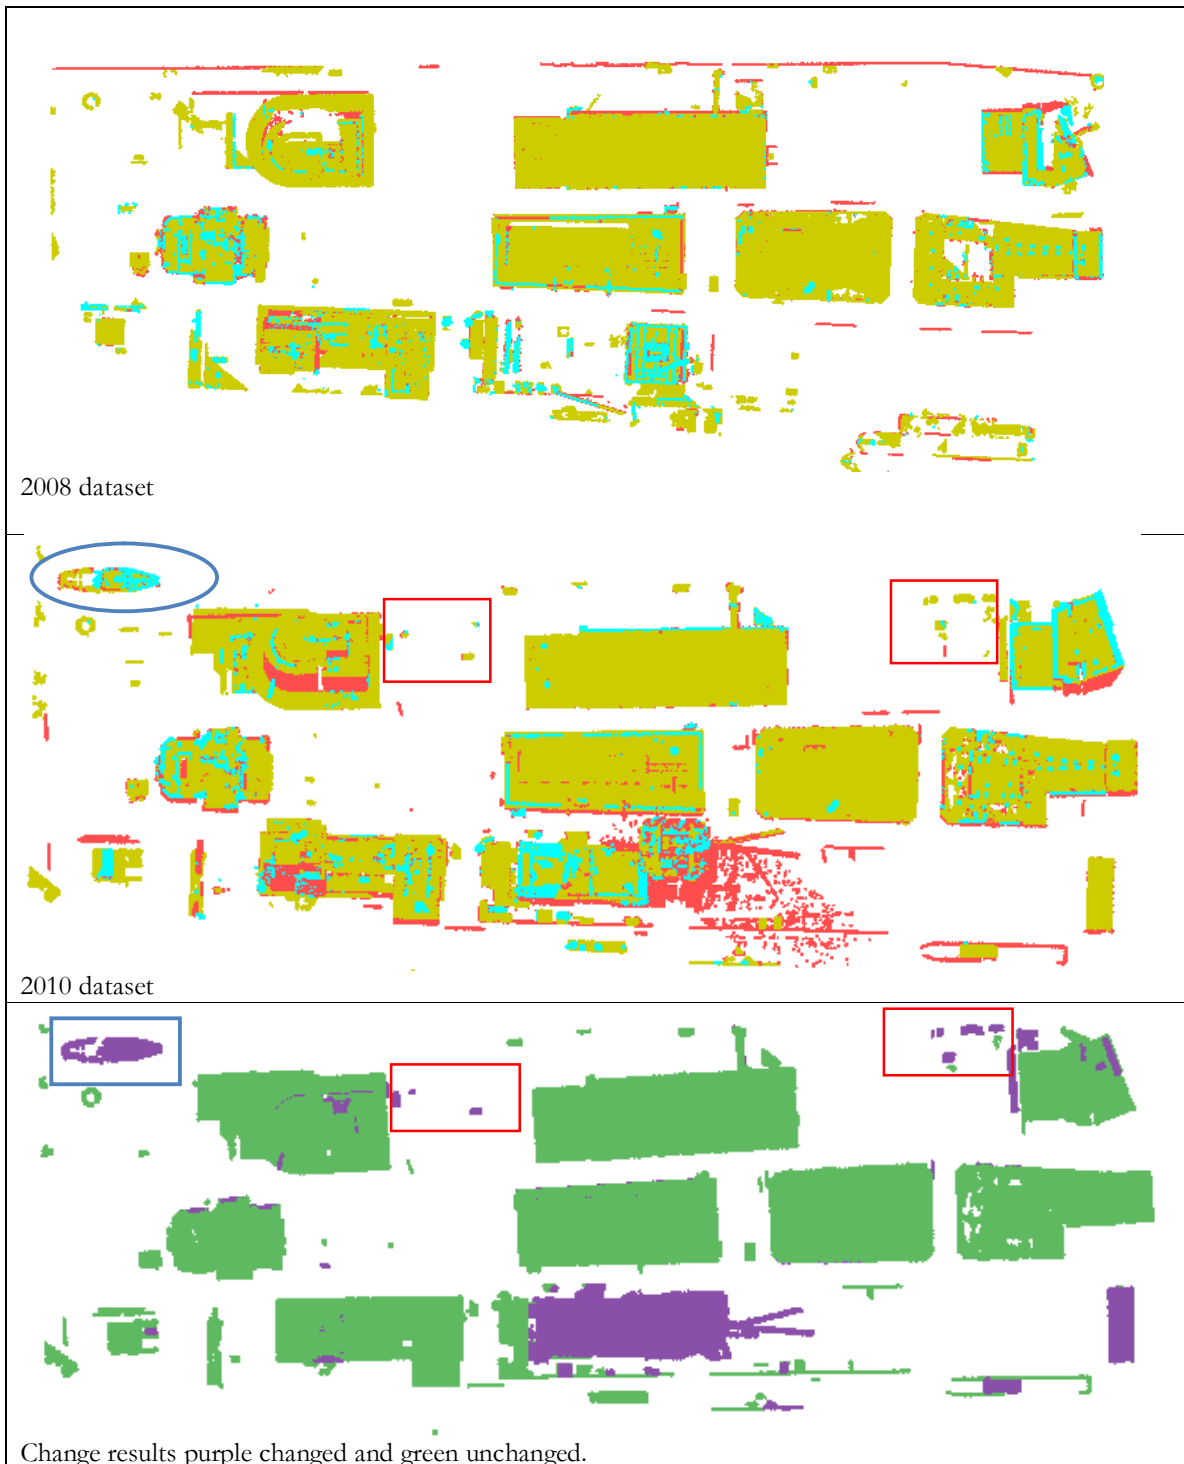 2008 dataset
2010 dataset
Change results purple changed and green unchanged.